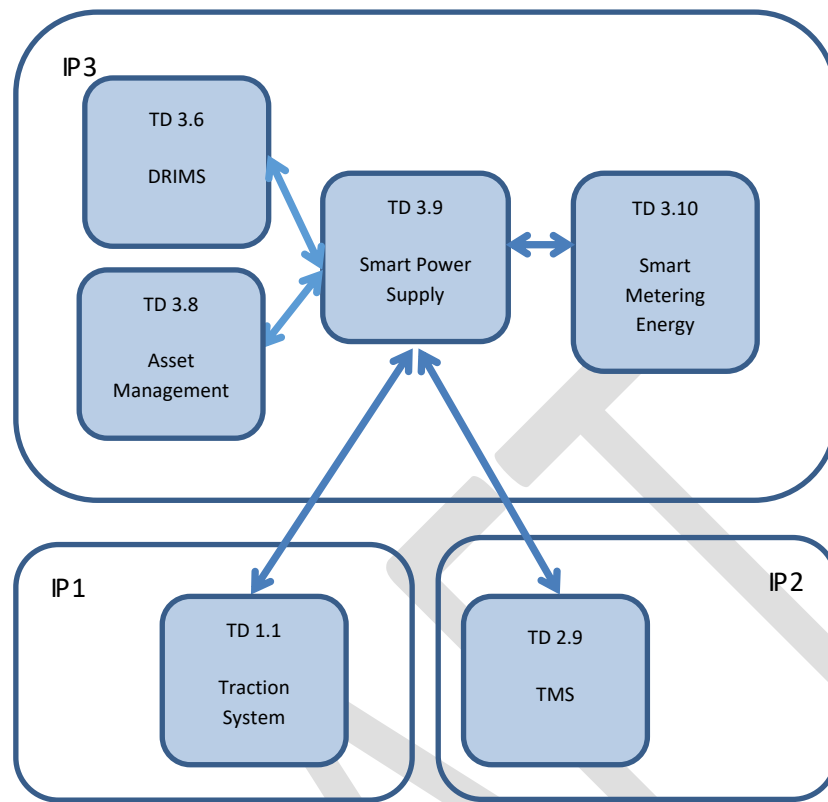 IP3
TD 3.6
DRIMS
TD 3.9
Smart Power
Supply
TD 3.10
Smart
Metering
Energy
TD 3.8
Asset
Management
IP1
TD 1.1
Traction
System
IP2
TD 2.9
TMS